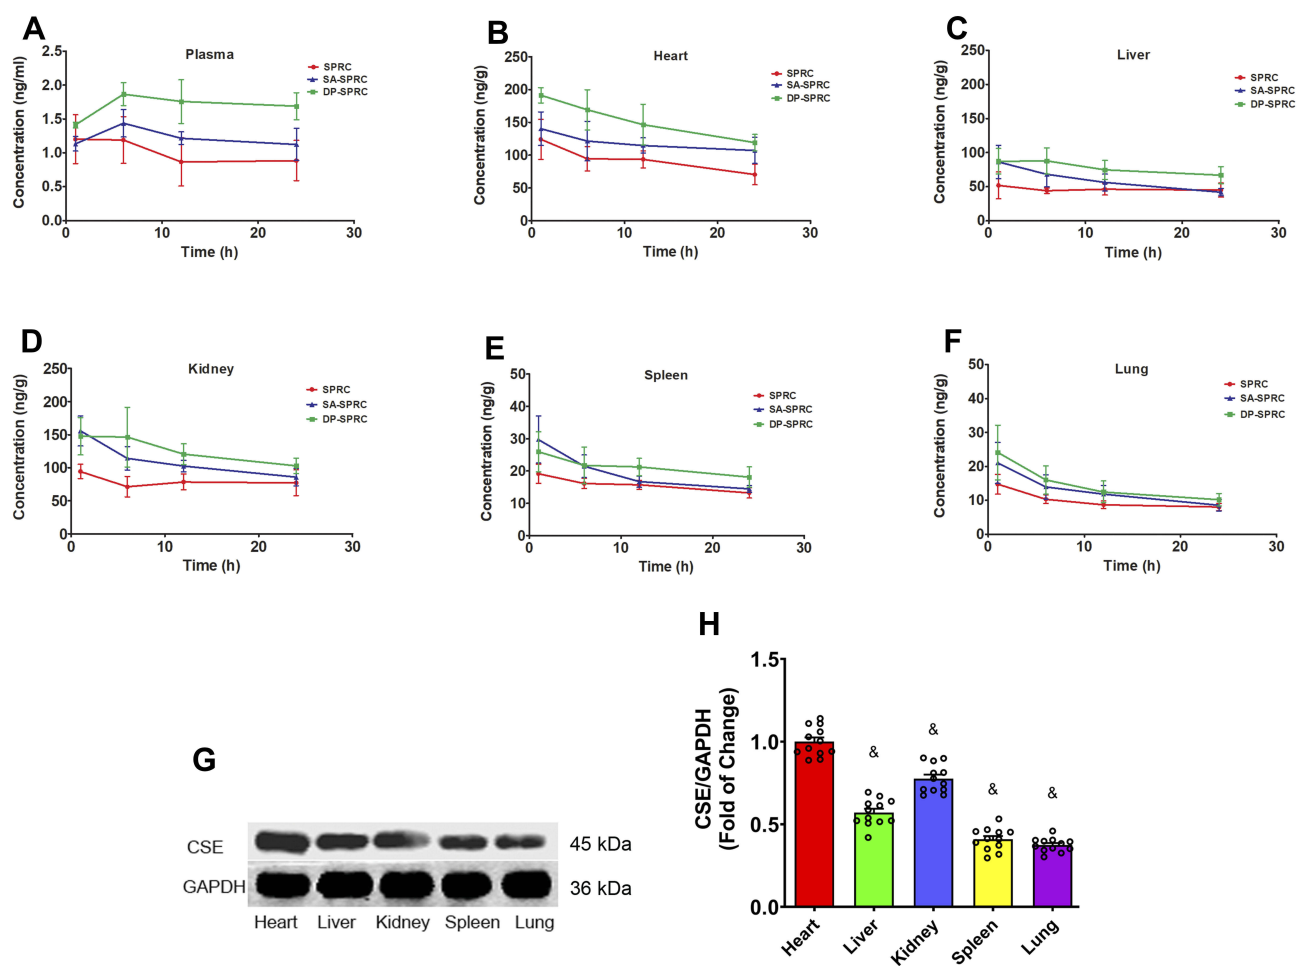 A
Plasma
Concentration (ng/ml)
2.5
2.0
1.5
1.0
0.5
0.0
0
10
20
30
Time (h)
SPRC
SA-SPRC
DP-SPRC
B
Heart
Concentration (ng/g)
250
200
150
100
50
0
0
10
20
30
Time (h)
SPRC
SA-SPRC
DP-SPRC
C
Liver
Concentration (ng/g)
250
200
150
100
50
0
0
10
20
30
Time (h)
SPRC
SA-SPRC
DP-SPRC
D
Kidney
Concentration (ng/g)
250
200
150
100
50
0
0
10
20
30
Time (h)
SPRC
SA-SPRC
DP-SPRC
E
Spleen
Concentration (ng/g)
50
40
30
20
10
0
0
10
20
30
Time (h)
SPRC
SA-SPRC
DP-SPRC
F
Lung
Concentration (ng/g)
50
40
30
20
10
0
0
10
20
30
Time (h)
SPRC
SA-SPRC
DP-SPRC
G
CSE
45 kDa
GAPDH
36 kDa
Heart Liver Kidney Spleen Lung
H
CSE/GAPDH
(Fold of Change)
1.5
1.0
0.5
0.0
&
&
&
&
Heart
Liver
Kidney
Spleen
Lung